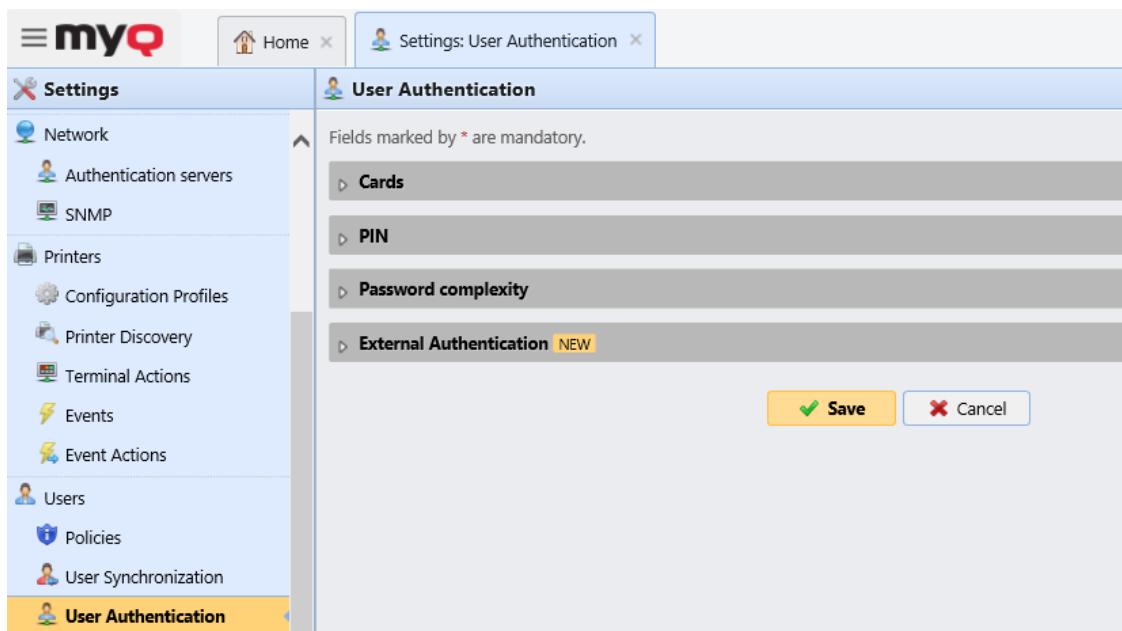 myQ
Home
Settings: User Authentication
Settings
Network
Authentication servers
SNMP
Printers
Configuration Profiles
Printer Discovery
Terminal Actions
Events
Event Actions
Users
Policies
User Synchronization
User Authentication
User Authentication
Fields marked by * are mandatory.
Cards
PIN
Password complexity
External Authentication NEW
Save
Cancel